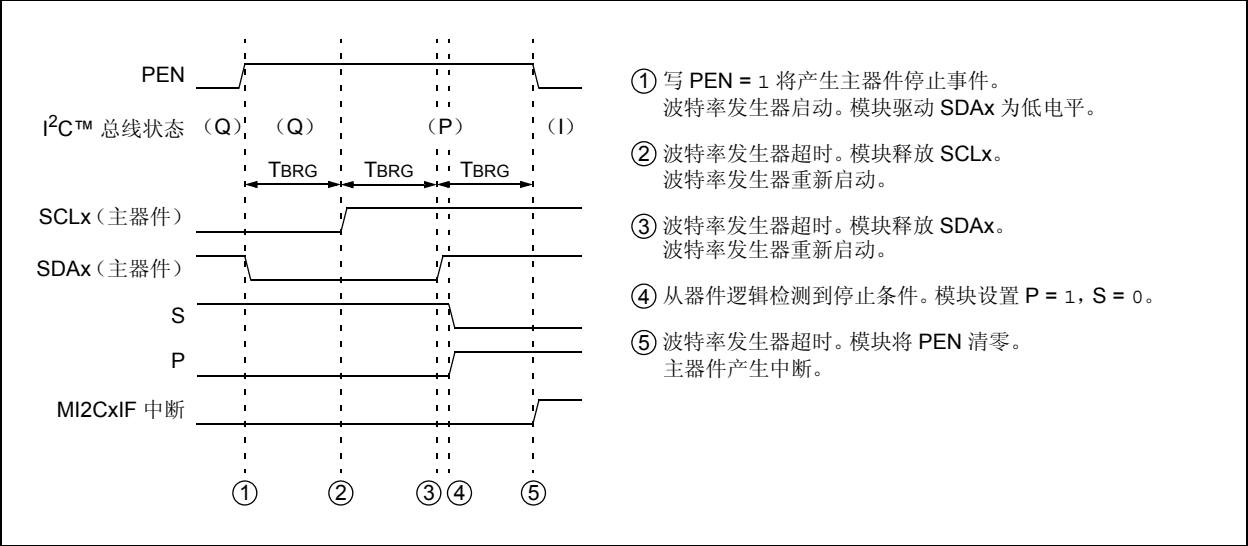 PEN
I²C™ 总线状态 （Q） （Q） （P） （I）
TBRG TBRG TBRG
SCLx（主器件）
SDAx（主器件）
S
P
MI2CxIF 中断
① ② ③ ④ ⑤
① 写 PEN = 1 将产生主器件停止事件。
波特率发生器启动。模块驱动 SDAx 为低电平。
② 波特率发生器超时。模块释放 SCLx。
波特率发生器重新启动。
③ 波特率发生器超时。模块释放 SDAx。
波特率发生器重新启动。
④ 从器件逻辑检测到停止条件。模块设置 P = 1，S = 0。
⑤ 波特率发生器超时。模块将 PEN 清零。
主器件产生中断。